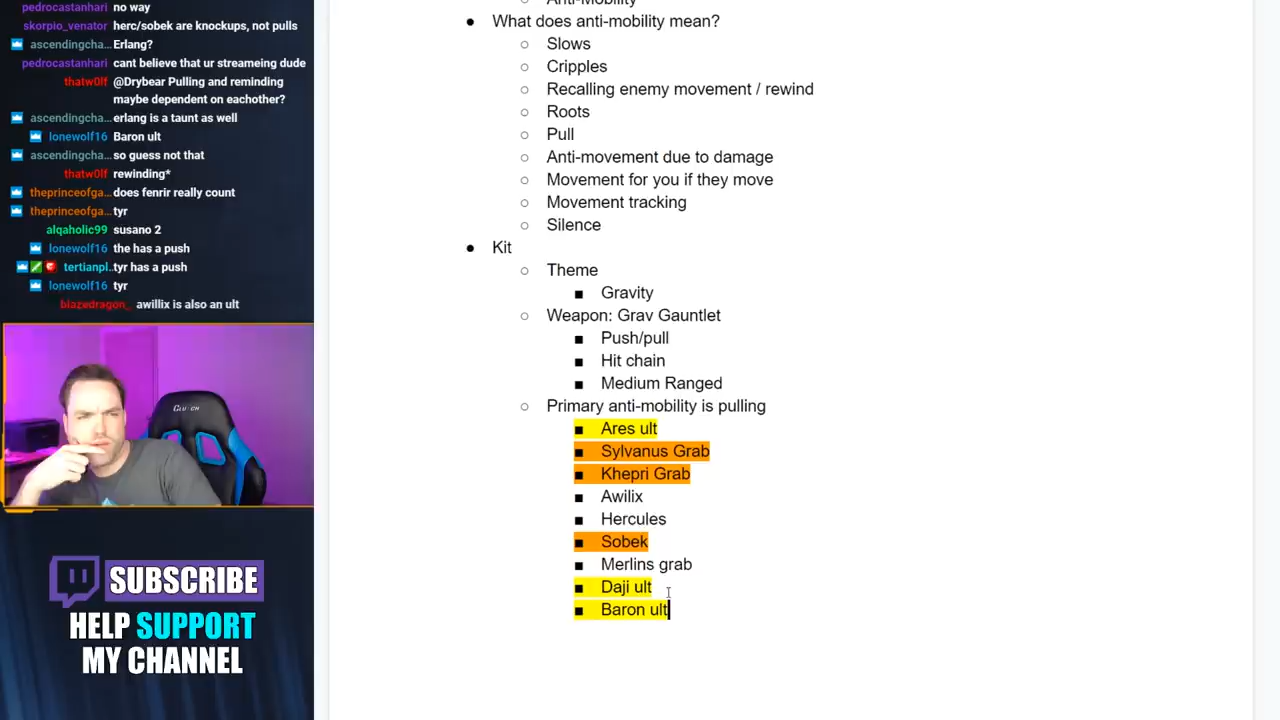 no way
skorpio_venator herc/sobek are knockups, not pulls
ascendingcha... Erlang?
pedrocastanhari cant believe that ur streameing dude
thatw0lf @Drybear Pulling and reminding
maybe dependent on eachother?
ascendingcha... erlang is a taunt as well
lonewolf16 Baron ult
ascendingcha... so guess not that
thatw0lf rewinding*
theprinceofga... does fenrir really count
theprinceofga... tyr
alqaholic99 susano 2
lonewolf16 the has a push
tertianpl... tyr has a push
lonewolf16 tyr
blazedragon_ awillix is also an ult
CLUTCH
SUBSCRIBE
HELP SUPPORT
MY CHANNEL
What does anti-mobility mean?
Slows
Cripples
Recalling enemy movement / rewind
Roots
Pull
Anti-movement due to damage
Movement for you if they move
Movement tracking
Silence
Kit
Theme
Gravity
Weapon: Grav Gauntlet
Push/pull
Hit chain
Medium Ranged
Primary anti-mobility is pulling
Ares ult
Sylvanus Grab
Khepri Grab
Awilix
Hercules
Sobek
Merlins grab
Daji ult
Baron ult